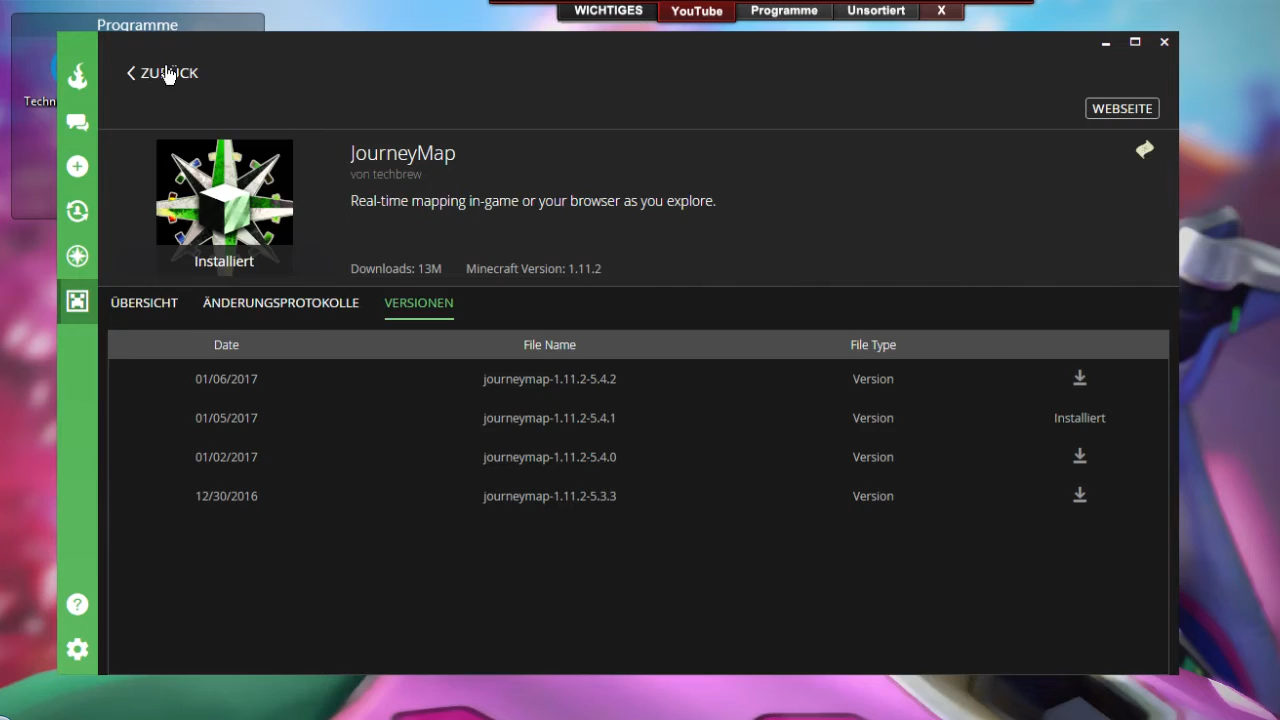 WICHTIGES YouTube Programme Unsortiert X
Programme
Techn
ZURÜCK
WEBSEITE
JourneyMap
von techbrew
Real-time mapping in-game or your browser as you explore.
Installiert
Downloads: 13M Minecraft Version: 1.11.2
ÜBERSICHT ÄNDERUNGSPROTOKOLLE VERSIONEN
Date File Name File Type
01/06/2017 journeymap-1.11.2-5.4.2 Version
01/05/2017 journeymap-1.11.2-5.4.1 Version Installiert
01/02/2017 journeymap-1.11.2-5.4.0 Version
12/30/2016 journeymap-1.11.2-5.3.3 Version